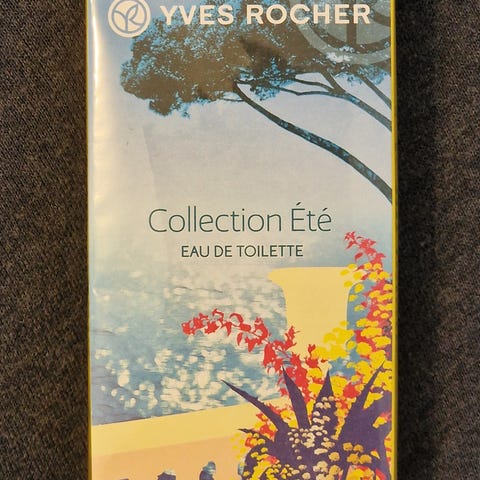 YVES ROCHER
Collection Été
EAU DE TOILETTE